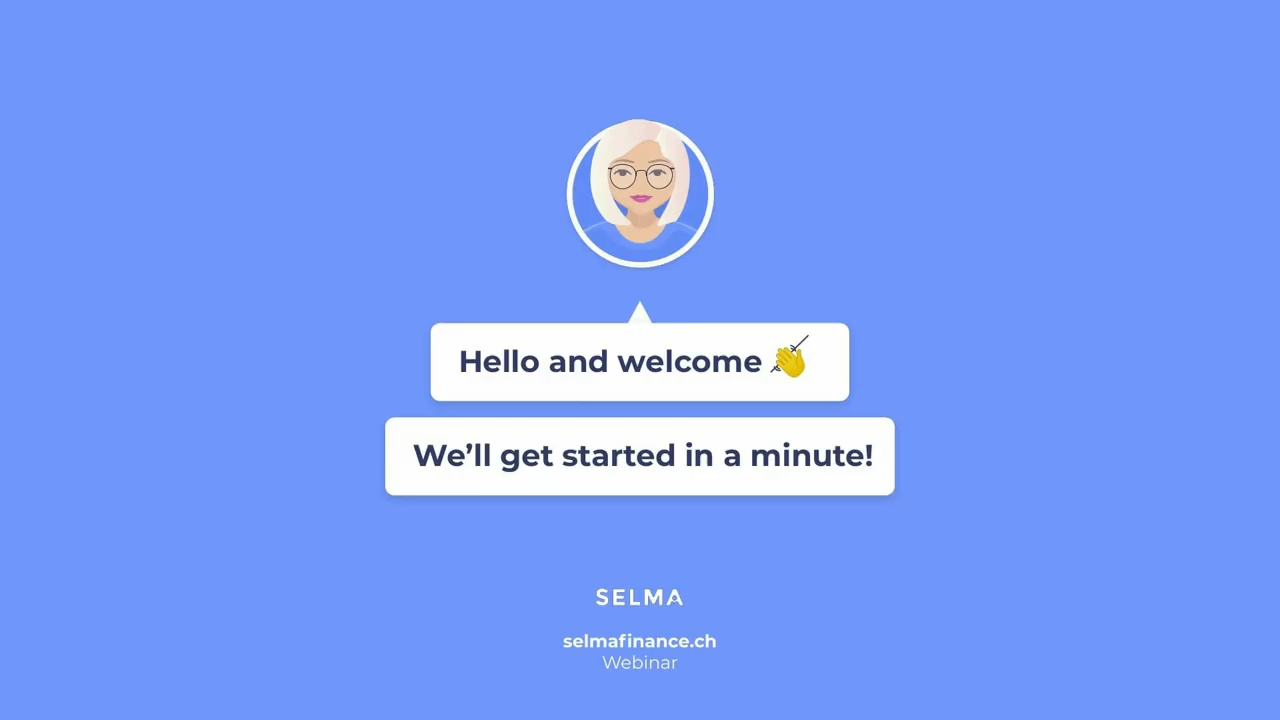 Hello and welcome 👋
We’ll get started in a minute!
SELMA
selmafinance.ch
Webinar